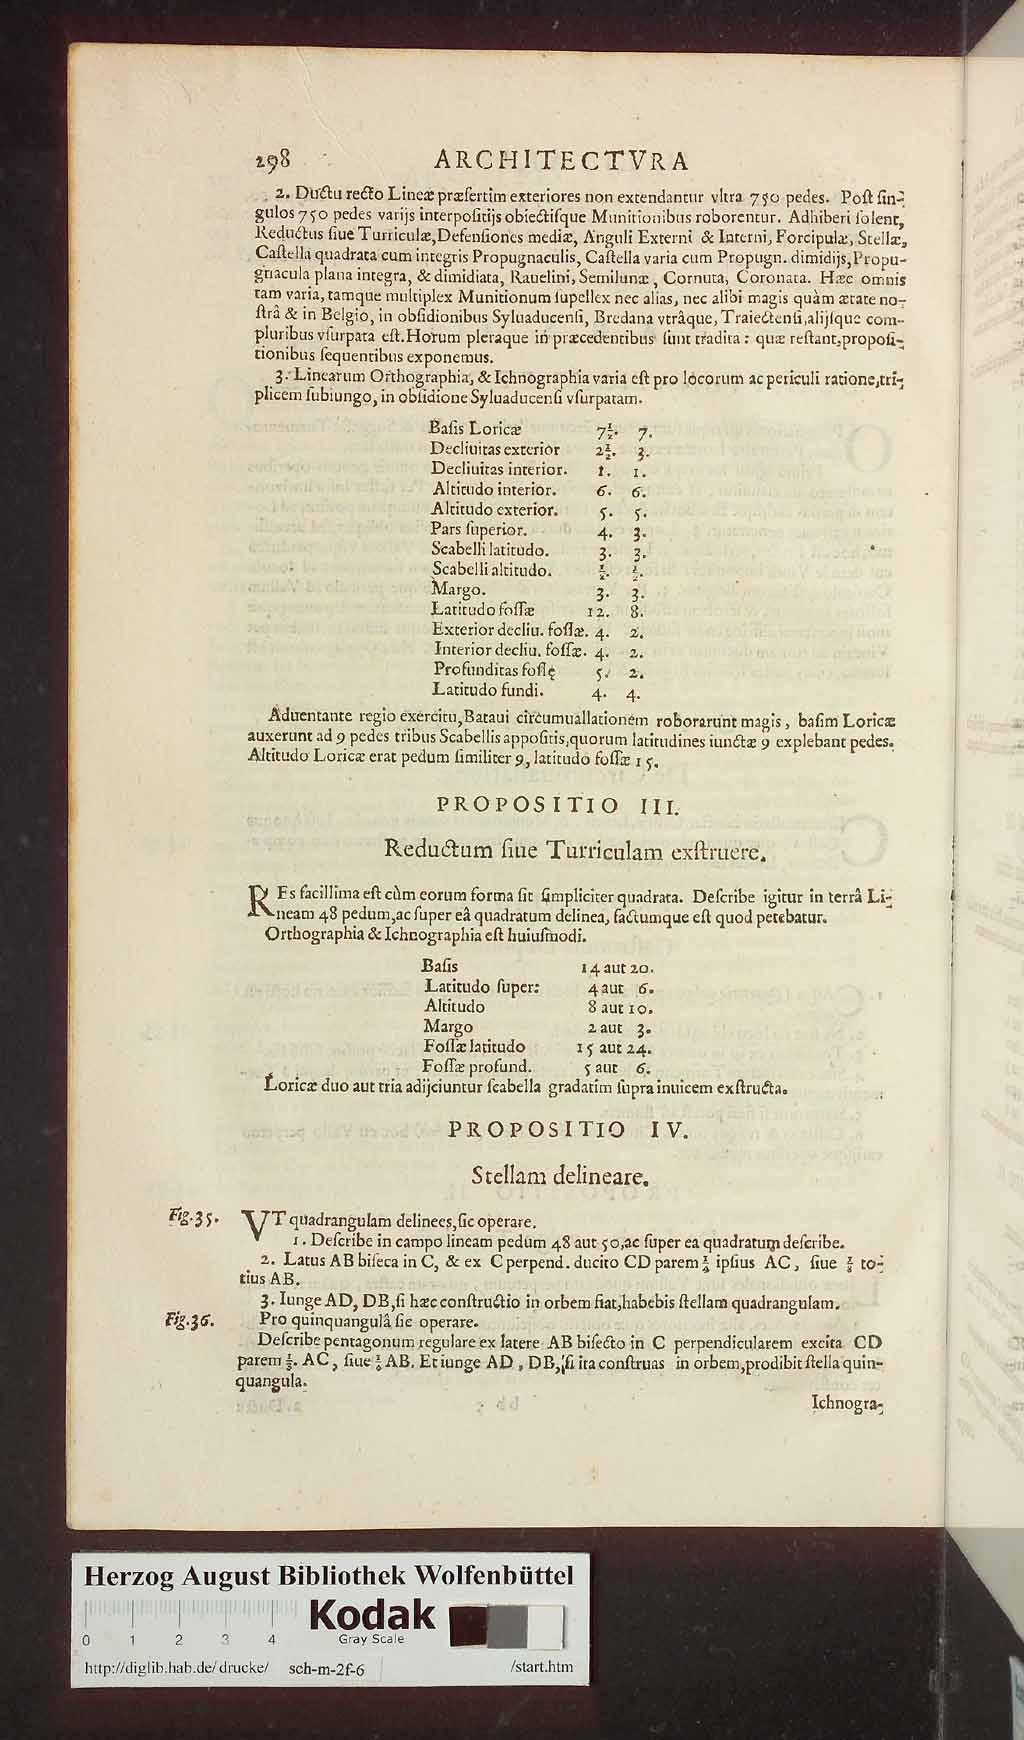 298 ARCHITECTVRA
2. Ductu recto Lineæ præſertim exteriores non extendantur vltra 750 pedes. Poſt ſin-
gulos 750 pedes varijs interpoſitijs obiectiſque Munitionibus roborentur. Adhiberi ſolent,
Reductus ſiue Turriculæ, Defenſiones mediæ, Anguli Externi & Interni, Forcipulæ, Stellæ,
Caſtella quadrata cum integris Propugnaculis, Caſtella varia cum Propugn. dimidijs, Propu-
gnacula plana integra, & dimidiata, Rauelini, Semilunæ, Cornuta, Coronata. Hæc omnis
tam varia, tamque multiplex Munitionum ſupellex nec alias, nec alibi magis quàm ætate no-
ſtrâ & in Belgio, in obſidionibus Syluaducenſi, Bredana vtrâque, Traiectenſi, alijſque com-
pluribus vſurpata eſt. Horum pleraque in præcedentibus ſunt tradita: quæ reſtant, propoſi-
tionibus ſequentibus exponemus.
3. Linearum Orthographia, & Ichnographia varia eſt pro locorum ac periculi ratione, tri-
plicem ſubiungo, in obſidione Syluaducenſi vſurpatam.
Baſis Loricæ 7½. 7.
Decliuitas exterior 2½. 3.
Decliuitas interior. 1. 1.
Altitudo interior. 6. 6.
Altitudo exterior. 5. 5.
Pars ſuperior. 4. 3.
Scabelli latitudo. 3. 3.
Scabelli altitudo. ½. ½.
Margo. 3. 3.
Latitudo foſſæ 12. 8.
Exterior decliu. foſſæ. 4. 2.
Interior decliu. foſſæ. 4. 2.
Profunditas foſſę 5. 2.
Latitudo fundi. 4. 4.
Aduentante regio exercitu, Bataui circumuallationem roborarunt magis, baſim Loricæ
auxerunt ad 9 pedes tribus Scabellis appoſitis, quorum latitudines iunctæ 9 explebant pedes.
Altitudo Loricæ erat pedum ſimiliter 9, latitudo foſſæ 15.
PROPOSITIO III.
Reductum ſiue Turriculam exſtruere.
REs facillima eſt cùm eorum forma ſit ſimpliciter quadrata. Deſcribe igitur in terrâ Li-
neam 48 pedum, ac ſuper eâ quadratum delinea, factumque eſt quod petebatur.
Orthographia & Ichnographia eſt huiuſmodi.
Baſis 14 aut 20.
Latitudo ſuper: 4 aut 6.
Altitudo 8 aut 10.
Margo 2 aut 3.
Foſſæ latitudo 15 aut 24.
Foſſæ profund. 5 aut 6.
Loricæ duo aut tria adijciuntur ſcabella gradatim ſupra inuicem exſtructa.
PROPOSITIO IV.
Stellam delineare.
Fig. 35. VT quadrangulam delinees, ſic operare.
1. Deſcribe in campo lineam pedum 48 aut 50, ac ſuper ea quadratum deſcribe.
2. Latus AB biſeca in C, & ex C perpend. ducito CD parem ¼ ipſius AC, ſiue ⅛ to-
tius AB.
3. Iunge AD, DB, ſi hæc conſtructio in orbem fiat, habebis ſtellam quadrangulam.
Fig. 36. Pro quinquangulâ ſic operare.
Deſcribe pentagonum regulare ex latere AB biſecto in C perpendicularem excita CD
parem ⅓. AC, ſiue ⅙ AB. Et iunge AD, DB, ſi ita conſtruas in orbem, prodibit ſtella quin-
quangula.
Ichnogra-
Herzog August Bibliothek Wolfenbüttel
Kodak
Gray Scale
0 1 2 3 4
http://diglib.hab.de/drucke/ sch-m-2f-6 /start.htm